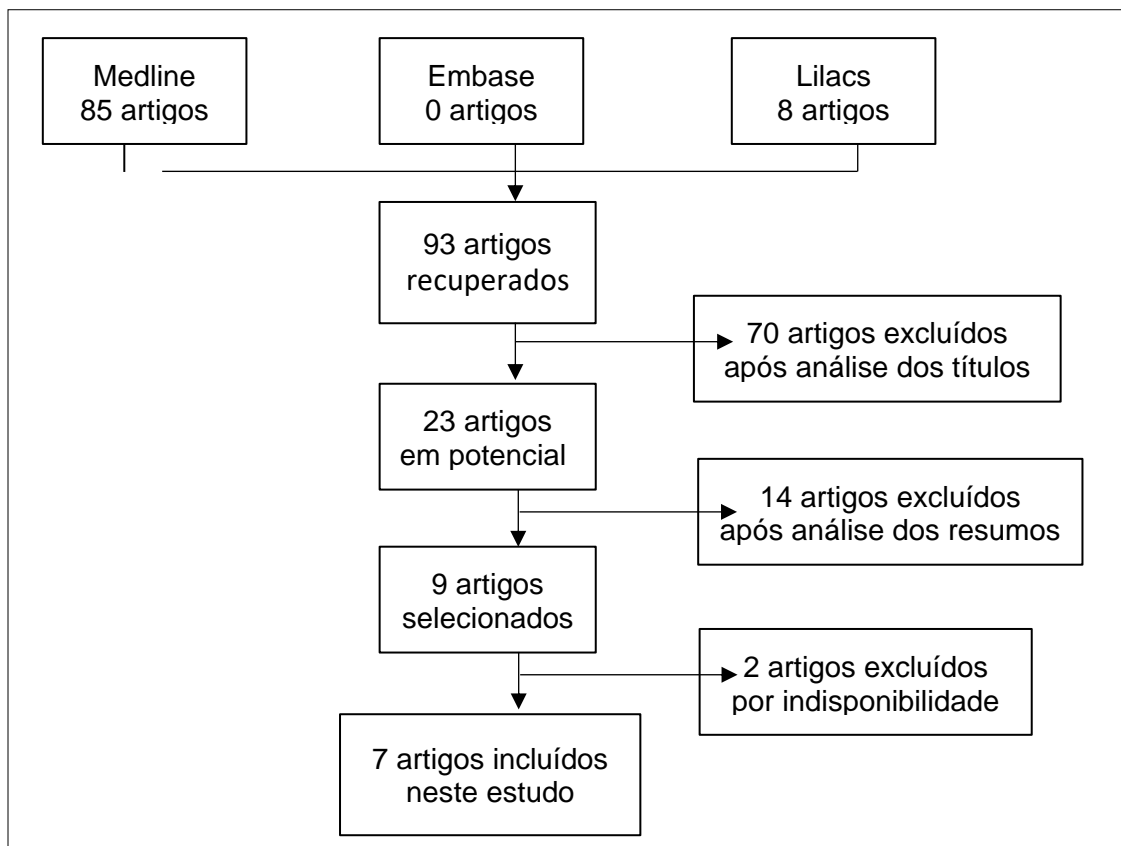 Medline
85 artigos
Embase
0 artigos
Lilacs
8 artigos
93 artigos
recuperados
70 artigos excluídos
após análise dos títulos
23 artigos
em potencial
14 artigos excluídos
após análise dos resumos
9 artigos
selecionados
2 artigos excluídos
por indisponibilidade
7 artigos incluídos
neste estudo